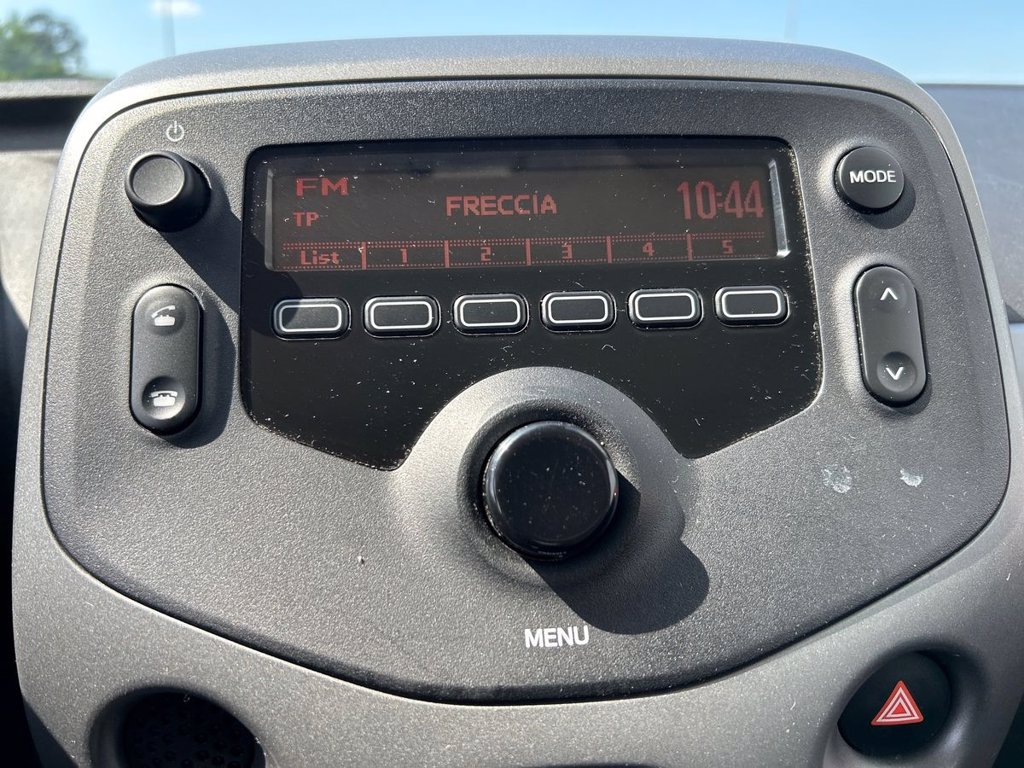 FM
TP
FRECCIA
10:44
List 1 2 3 4 5
MODE
MENU